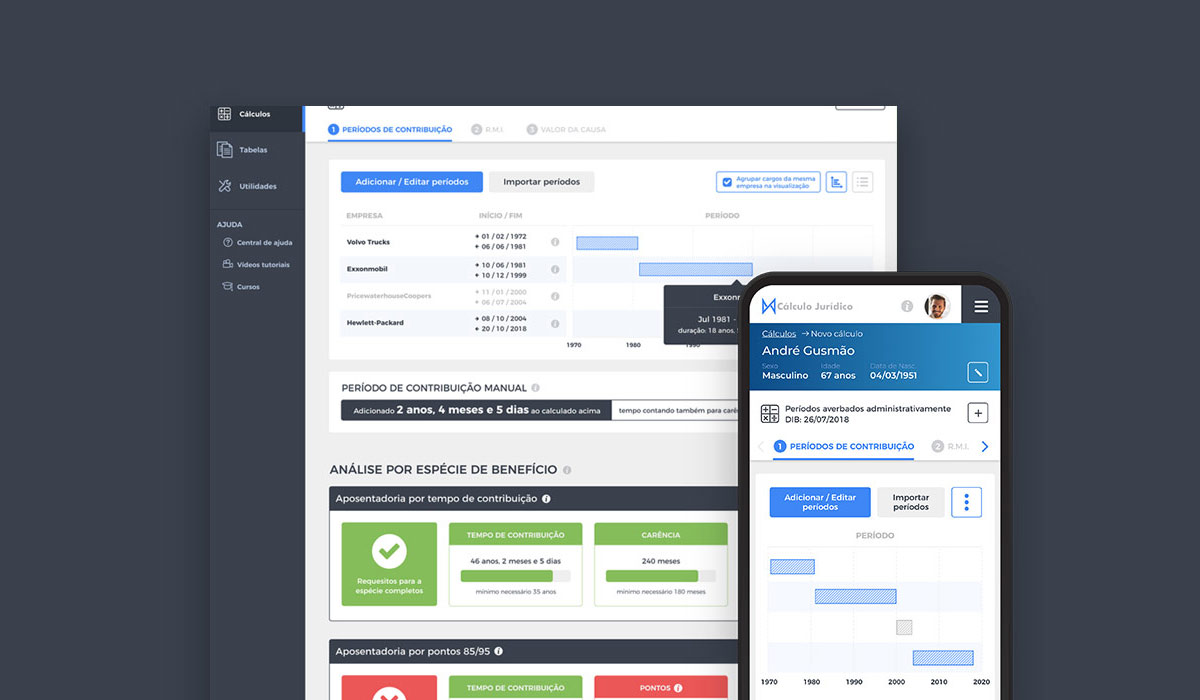 Cálculos
Tabelas
Utilidades
AJUDA
Central de ajuda
Vídeos tutoriais
Cursos
1 PERÍODOS DE CONTRIBUIÇÃO
2 R.M.I.
3 VALOR DA CAUSA
Adicionar / Editar períodos
Importar períodos
Agrupar cargos da mesma
empresa na visualização
EMPRESA INÍCIO / FIM PERÍODO
Volvo Trucks
+ 01 / 02 / 1972
+ 06 / 06 / 1981
Exxonmobil
+ 10 / 06 / 1981
+ 10 / 12 / 1999
PricewaterhouseCoopers
+ 11 / 01 / 2000
+ 06 / 07 / 2004
Hewlett-Packard
+ 08 / 10 / 2004
+ 20 / 10 / 2018
Jul 1981 -
duração: 18 anos,
1970 1980 1990
PERÍODO DE CONTRIBUIÇÃO MANUAL
Adicionado 2 anos, 4 meses e 5 dias ao calculado acima
tempo contando também para
ANÁLISE POR ESPÉCIE DE BENEFÍCIO
Aposentadoria por tempo de contribuição
Requesitos para a
espécie completos
TEMPO DE CONTRIBUIÇÃO
46 anos, 2 meses e 5 dias
mínimo necessário 35 anos
CARÊNCIA
240 meses
mínimo necessário 180 meses
Aposentadoria por pontos 85/95
TEMPO DE CONTRIBUIÇÃO
PONTOS
Cálculo Jurídico
Cálculos → Novo cálculo
André Gusmão
Sexo Idade Data de Nasc.
Masculino 67 anos 04/03/1951
Períodos averbados administrativamente
DIB: 26/07/2018
1 PERÍODOS DE CONTRIBUIÇÃO
2 R.M.I.
Adicionar / Editar
períodos
Importar
períodos
PERÍODO
1970 1980 1990 2000 2010 2020